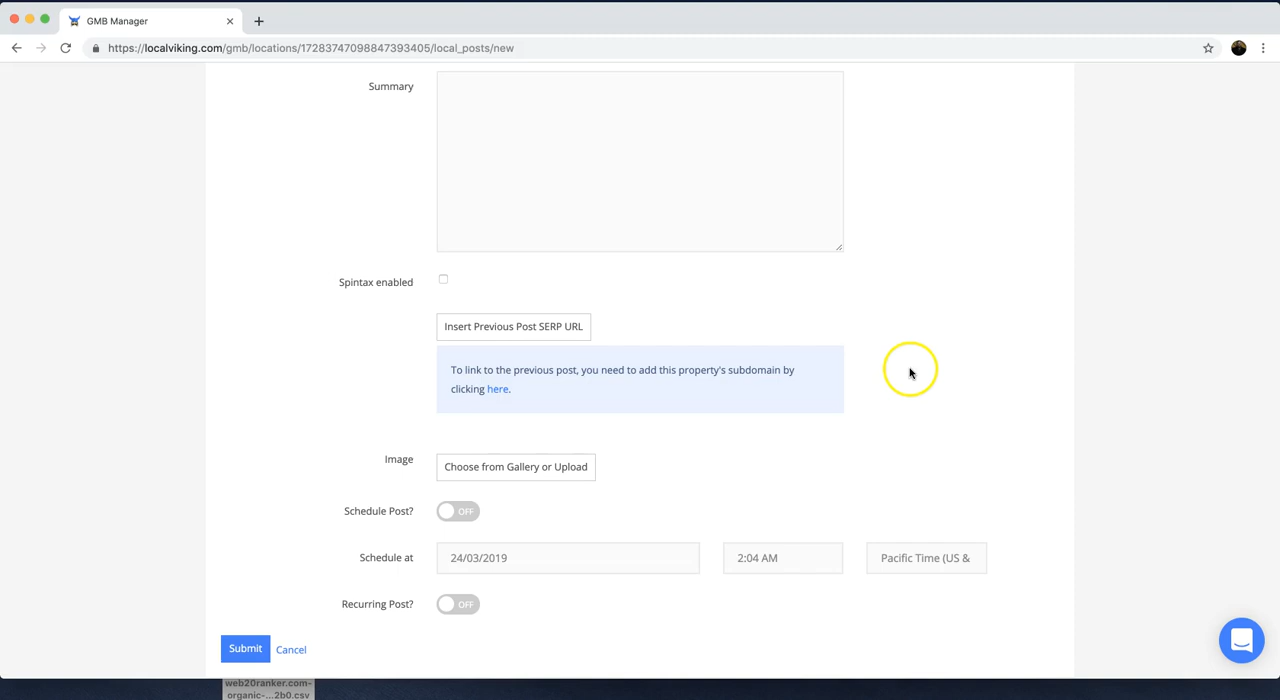 GMB Manager
https://localviking.com/gmb/locations/17283747098847393405/local_posts/new
Summary
Spintax enabled
Insert Previous Post SERP URL
To link to the previous post, you need to add this property's subdomain by
clicking here.
Image
Choose from Gallery or Upload
Schedule Post?
OFF
Schedule at
24/03/2019
2:04 AM
Pacific Time (US &
Recurring Post?
OFF
Submit
Cancel
web20ranker.com-
organic-...2b0.csv